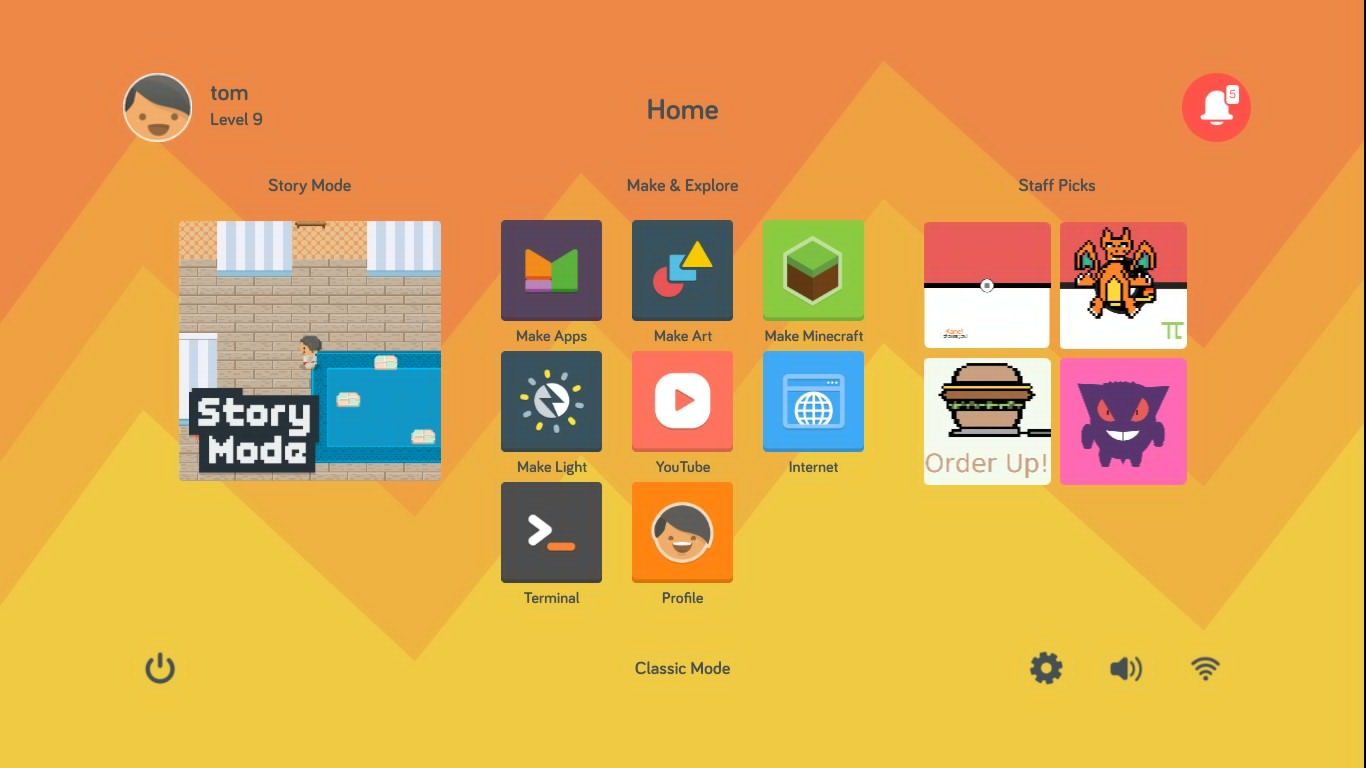 tom
Level 9
Home
5
Story Mode
Make & Explore
Staff Picks
Story
Mode
Make Apps
Make Art
Make Minecraft
Make Light
YouTube
Internet
Order Up!
Terminal
Profile
Classic Mode